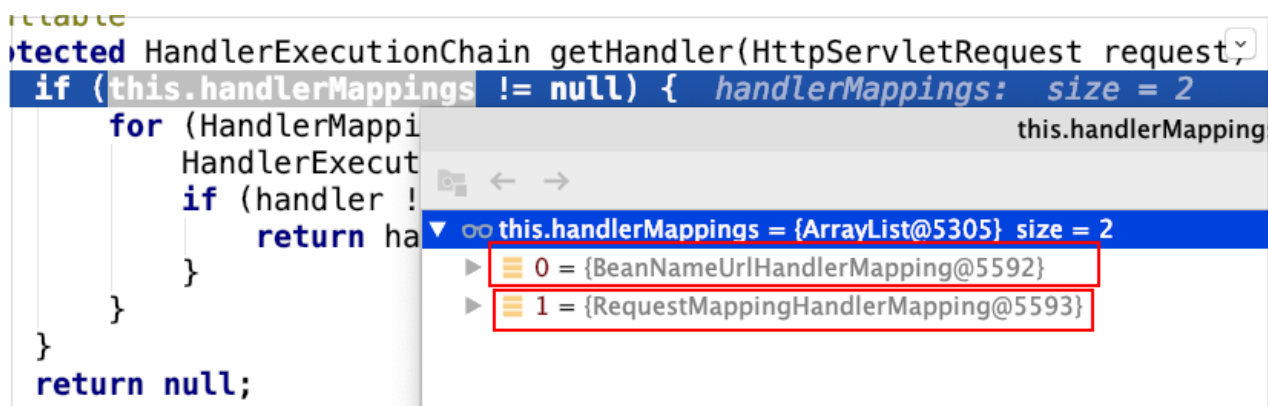 otected HandlerExecutionChain getHandler(HttpServletRequest request,
if (this.handlerMappings != null) { handlerMappings: size = 2
for (HandlerMappi
this.handlerMapping
HandlerExecut
if (handler !
return ha
this.handlerMappings = {ArrayList@5305} size = 2
0 = {BeanNameUrlHandlerMapping@5592}
}
1 = {RequestMappingHandlerMapping@5593}
}
}
return null;